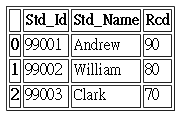 Std_Id Std_Name Rcd
0 99001 Andrew 90
1 99002 William 80
2 99003 Clark 70